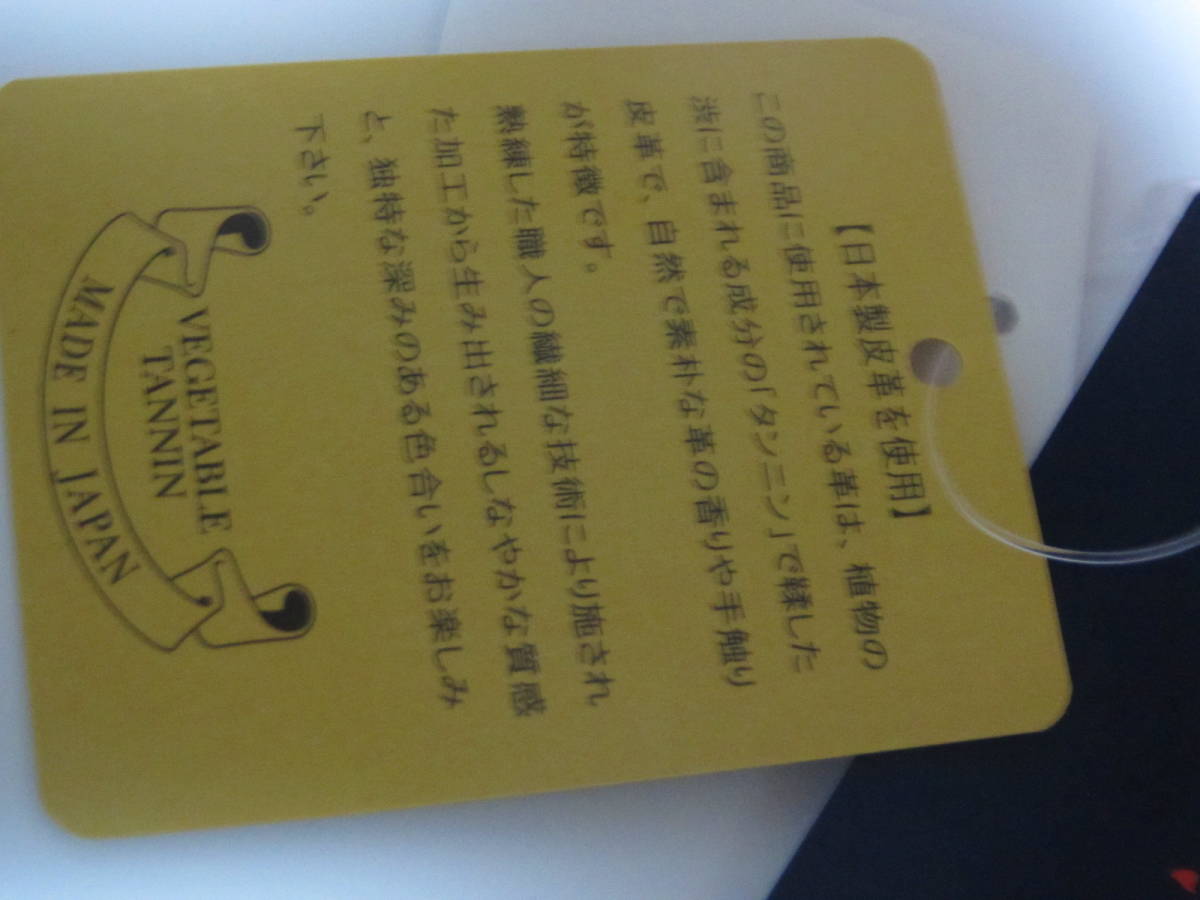 【日本製皮革を使用】
この商品に使用されている革は、植物の
渋に含まれる成分の「タンニン」で鞣した
皮革で、自然で素朴な革の香りや手触り
が特徴です。
熟練した職人の繊細な技術により施され
た加工から生み出されるしなやかな質感
と、独特な深みのある色合いをお楽しみ
下さい。
VEGETABLE
TANNIN
MADE IN JAPAN